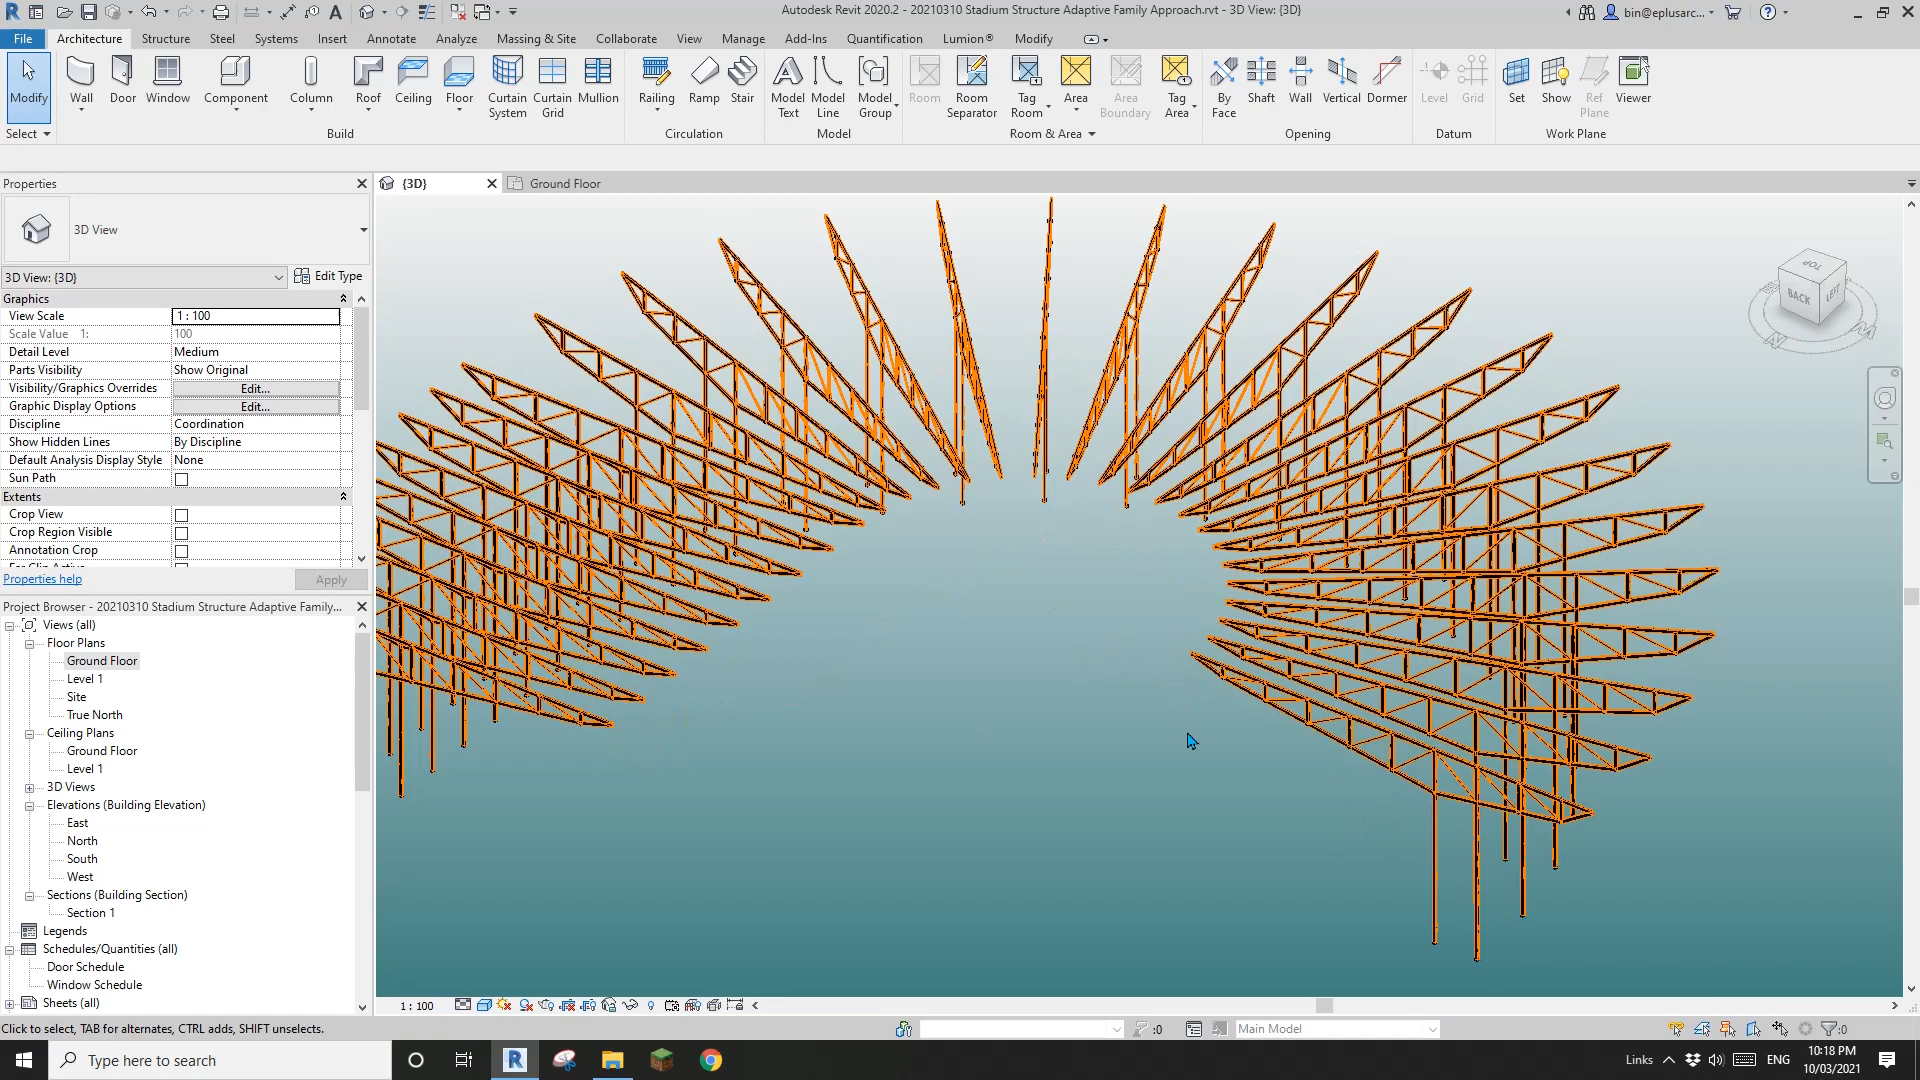 Autodesk Revit 2020.2 - 20210310 Stadium Structure Adaptive Family Approach.rvt - 3D View: {3D}
bin@eplusarc...
File Architecture Structure Steel Systems Insert Annotate Analyze Massing & Site Collaborate View Manage Add-Ins Quantification Lumion® Modify
Modify
Wall
Door
Window
Component
Column
Roof
Ceiling
Floor
Curtain System
Curtain Grid
Mullion
Railing
Ramp
Stair
Model Text
Model Line
Model Group
Room
Room Separator
Tag Room
Area
Area Boundary
Tag Area
By Face
Shaft
Wall
Vertical
Dormer
Level
Grid
Set
Show
Ref Plane
Viewer
Select Build Circulation Model Room & Area Opening Datum Work Plane
Properties
{3D}
Ground Floor
3D View
3D View: {3D}
Edit Type
Graphics
View Scale 1 : 100
Scale Value 1: 100
Detail Level Medium
Parts Visibility Show Original
Visibility/Graphics Overrides Edit...
Graphic Display Options Edit...
Discipline Coordination
Show Hidden Lines By Discipline
Default Analysis Display Style None
Sun Path
Extents
Crop View
Crop Region Visible
Annotation Crop
Properties help
Apply
Project Browser - 20210310 Stadium Structure Adaptive Family...
Views (all)
Floor Plans
Ground Floor
Level 1
Site
True North
Ceiling Plans
Ground Floor
Level 1
3D Views
Elevations (Building Elevation)
East
North
South
West
Sections (Building Section)
Section 1
Legends
Schedules/Quantities (all)
Door Schedule
Window Schedule
Sheets (all)
TOP
BACK
LEFT
N
1 : 100
Click to select, TAB for alternates, CTRL adds, SHIFT unselects.
:0
Main Model
:0
Type here to search
Links
ENG
10:18 PM
10/03/2021